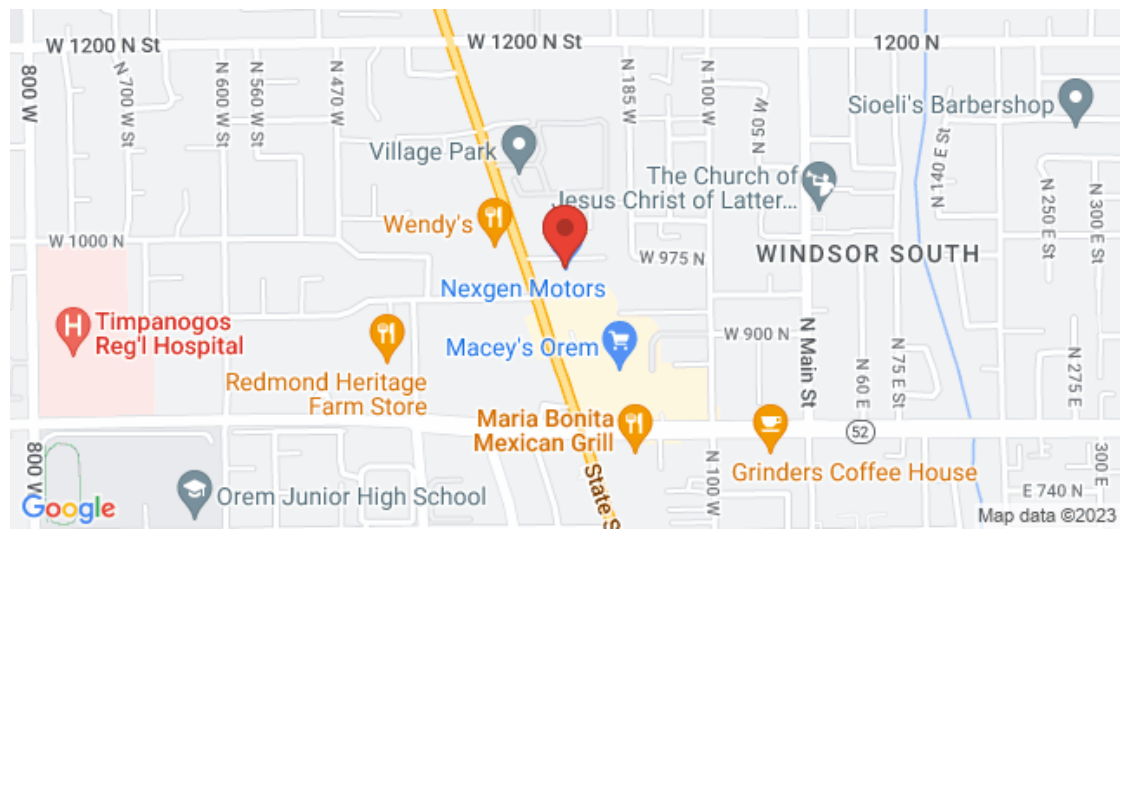 W 1200 N St
W 1200 N St
1200 N
800 W
N 700 W St
N 600 W St
N 560 W St
N 470 W
N 185 W
N 100 W
N 50 W
Sioeli's Barbershop
N 140 E St
Village Park
The Church of
Jesus Christ of Latter...
N 250 E St
N 300 E St
Wendy's
W 1000 N
W 975 N
WINDSOR SOUTH
Nexgen Motors
Timpanogos
Reg'l Hospital
Macey's Orem
W 900 N
N Main St
N 60 E
N 75 E St
N 275 E
Redmond Heritage
Farm Store
Maria Bonita
Mexican Grill
52
Grinders Coffee House
800 W
Orem Junior High School
State S
N 100 W
300 E
E 740 N
Google
Map data ©2023